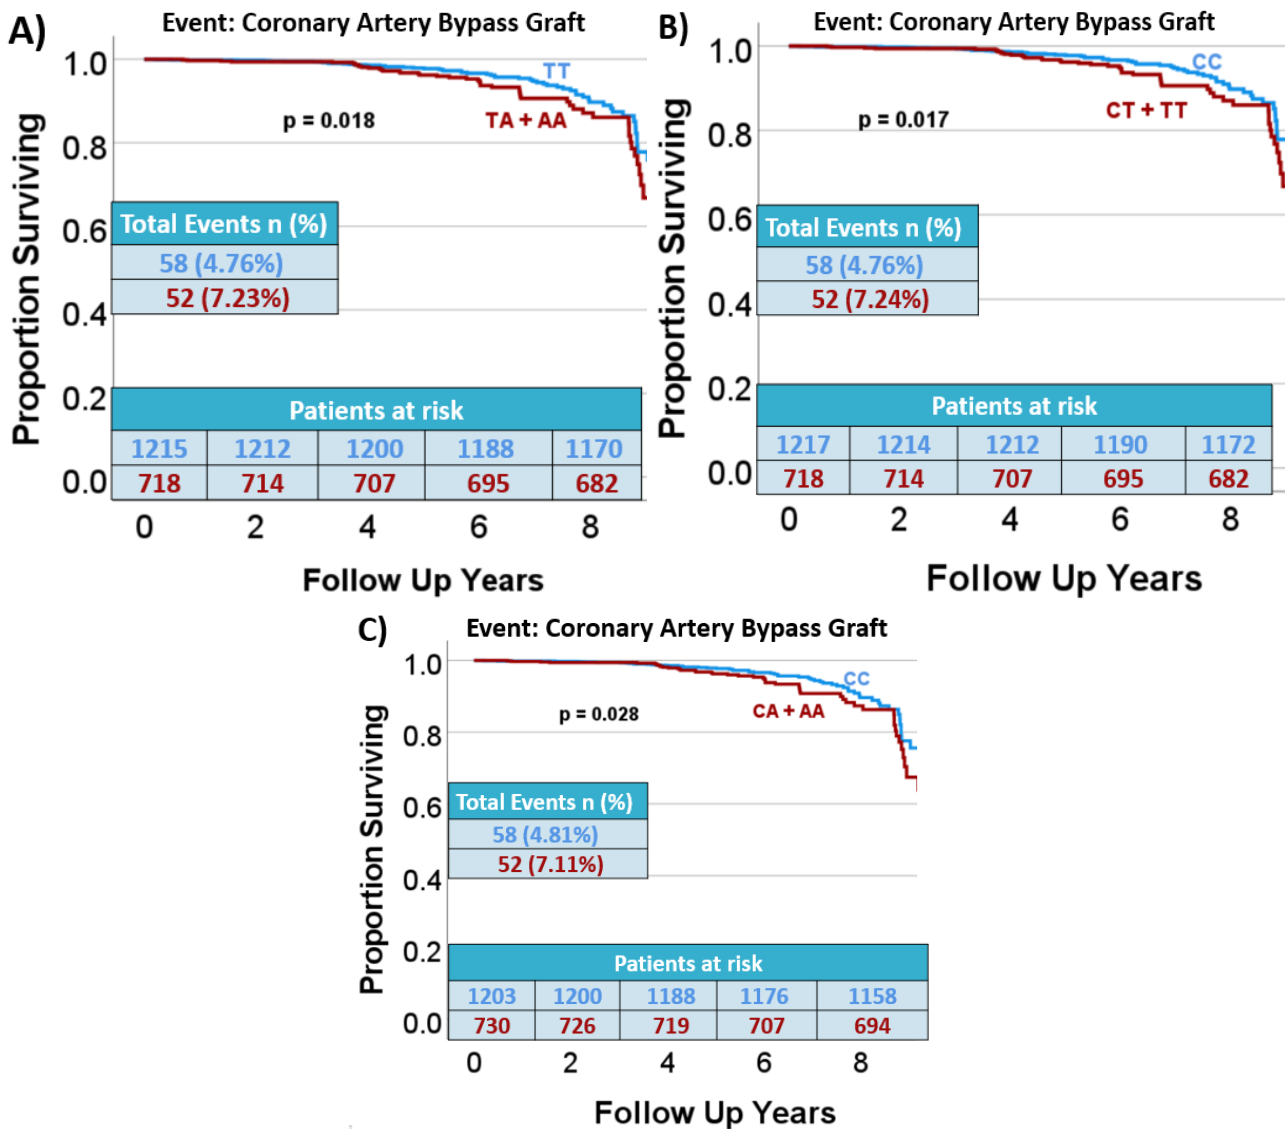 A)
Event: Coronary Artery Bypass Graft
Proportion Surviving
1.0
0.8
0.6
0.4
0.2
0.0
TT
TA + AA
p = 0.018
Total Events n (%)
58 (4.76%)
52 (7.23%)
Patients at risk
1215 1212 1200 1188 1170
718 714 707 695 682
0 2 4 6 8
Follow Up Years
B)
Event: Coronary Artery Bypass Graft
Proportion Surviving
1.0
0.8
0.6
0.4
0.2
0.0
CC
CT + TT
p = 0.017
Total Events n (%)
58 (4.76%)
52 (7.24%)
Patients at risk
1217 1214 1212 1190 1172
718 714 707 695 682
0 2 4 6 8
Follow Up Years
C)
Event: Coronary Artery Bypass Graft
Proportion Surviving
1.0
0.8
0.6
0.4
0.2
0.0
CC
CA + AA
p = 0.028
Total Events n (%)
58 (4.81%)
52 (7.11%)
Patients at risk
1203 1200 1188 1176 1158
730 726 719 707 694
0 2 4 6 8
Follow Up Years